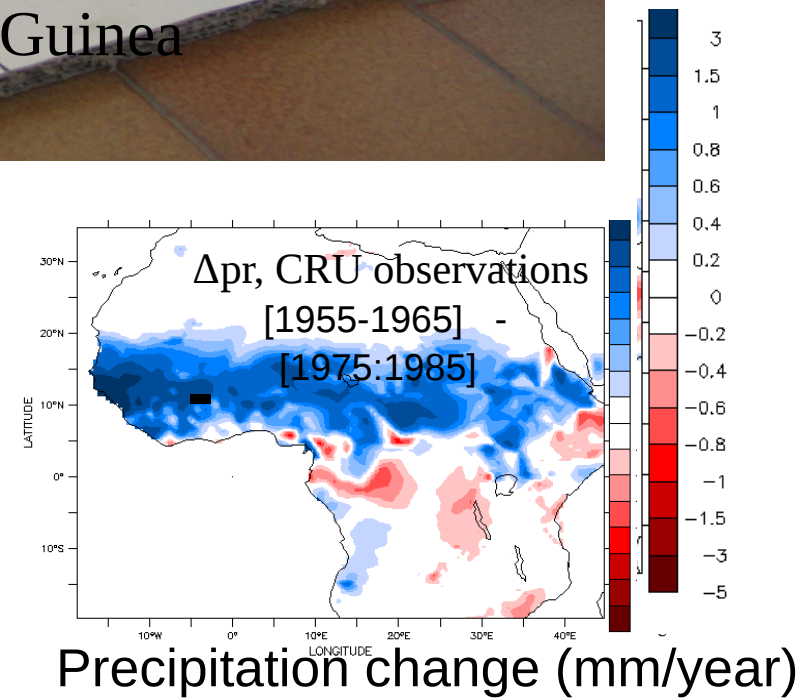 Guinea
3
1.5
1
0.8
0.6
0.4
0.2
0
−0.2
−0.4
−0.6
−0.8
−1
−1.5
−3
−5
Δpr, CRU observations
[1955-1965] -
[1975:1985]
30°N
20°N
10°N
0°
10°S
LATITUDE
10°W 0° 10°E 20°E 30°E 40°E
LONGITUDE
Precipitation change (mm/year)